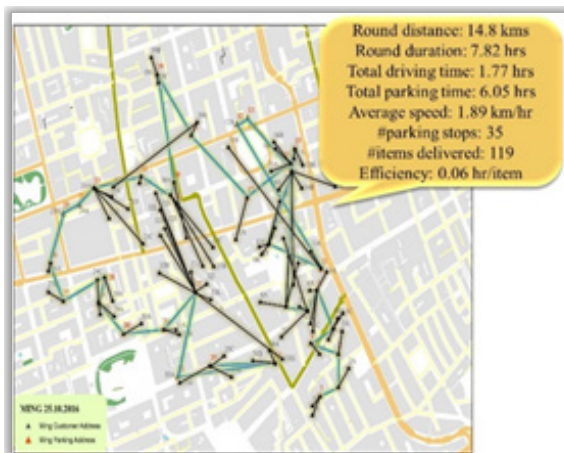 Round distance: 14.8 kms
Round duration: 7.82 hrs
Total driving time: 1.77 hrs
Total parking time: 6.05 hrs
Average speed: 1.89 km/hr
#parking stops: 35
#items delivered: 119
Efficiency: 0.06 hr/item
MING 25.10.2016
Ming Customer Address
Ming Parking Address